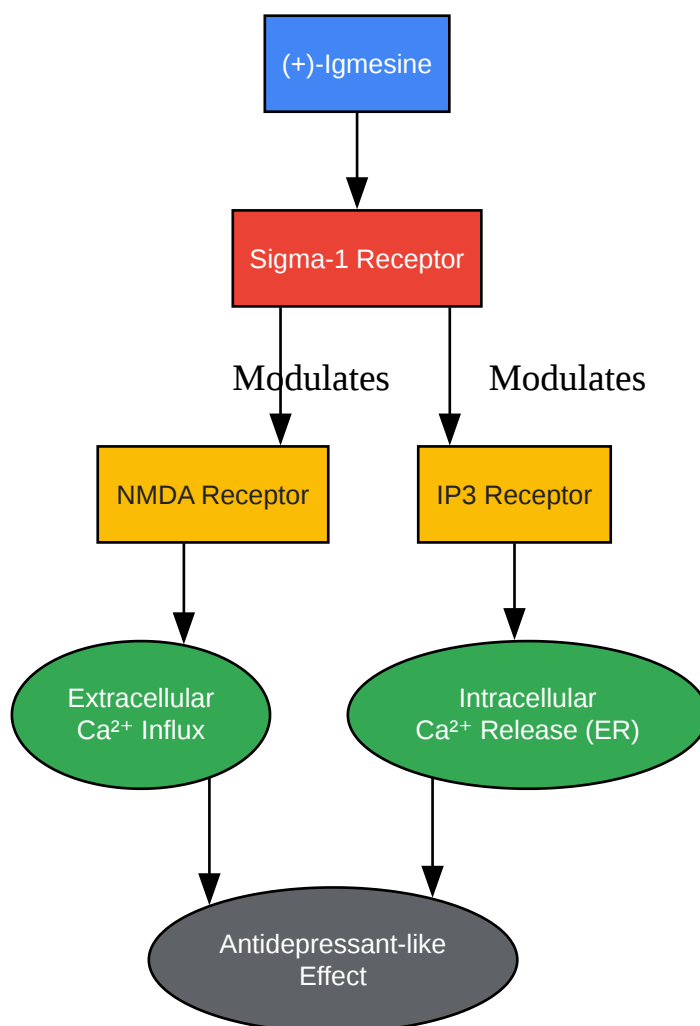 (+)-Igmesine
Sigma-1 Receptor
Modulates
Modulates
NMDA Receptor
IP3 Receptor
Extracellular
Ca²⁺ Influx
Intracellular
Ca²⁺ Release (ER)
Antidepressant-like
Effect